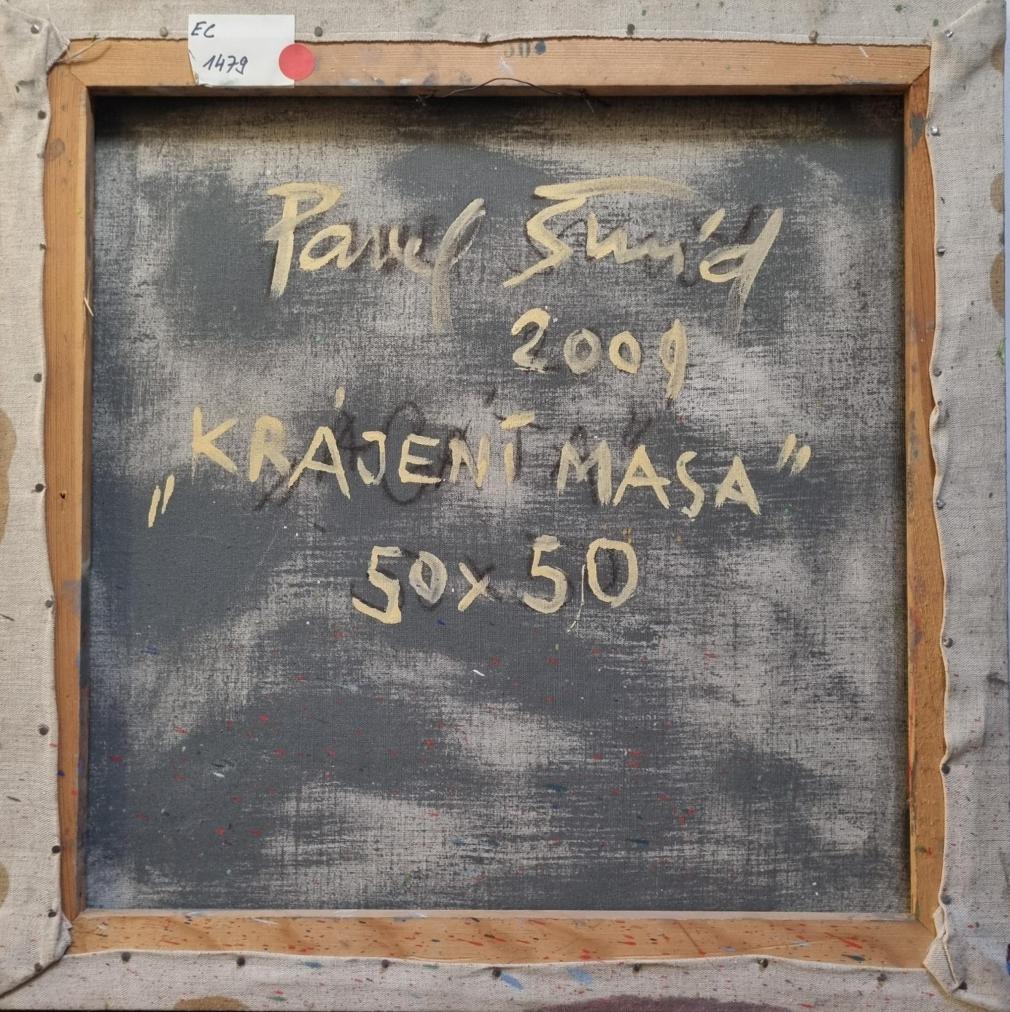 EC
1479
Pavel Šmíd
2009
„KRÁJENÍ MASA”
50x50